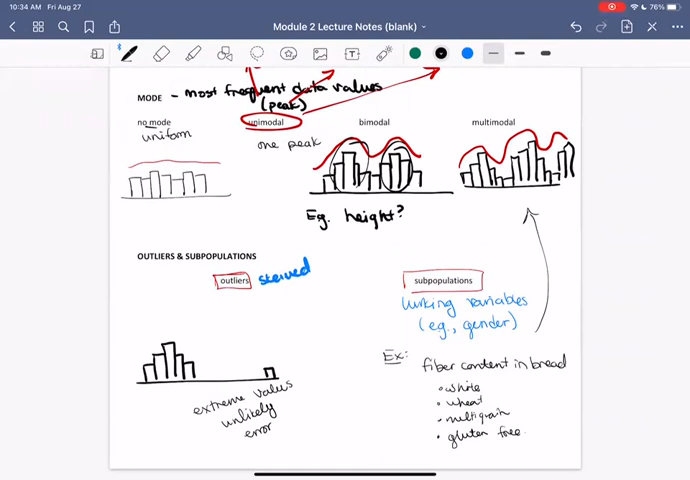 10:34 AM Fri Aug 27
76%
Module 2 Lecture Notes (blank)
MODE - most frequent data values
(peak)
no mode
uniform
unimodal
one peak
bimodal
multimodal
Eg. height?
OUTLIERS & SUBPOPULATIONS
outliers skewed
extreme values
unlikely
error
subpopulations
lurking variables
(eg., gender)
Ex:
fiber content in bread
• white
• wheat
• multigrain
• gluten free